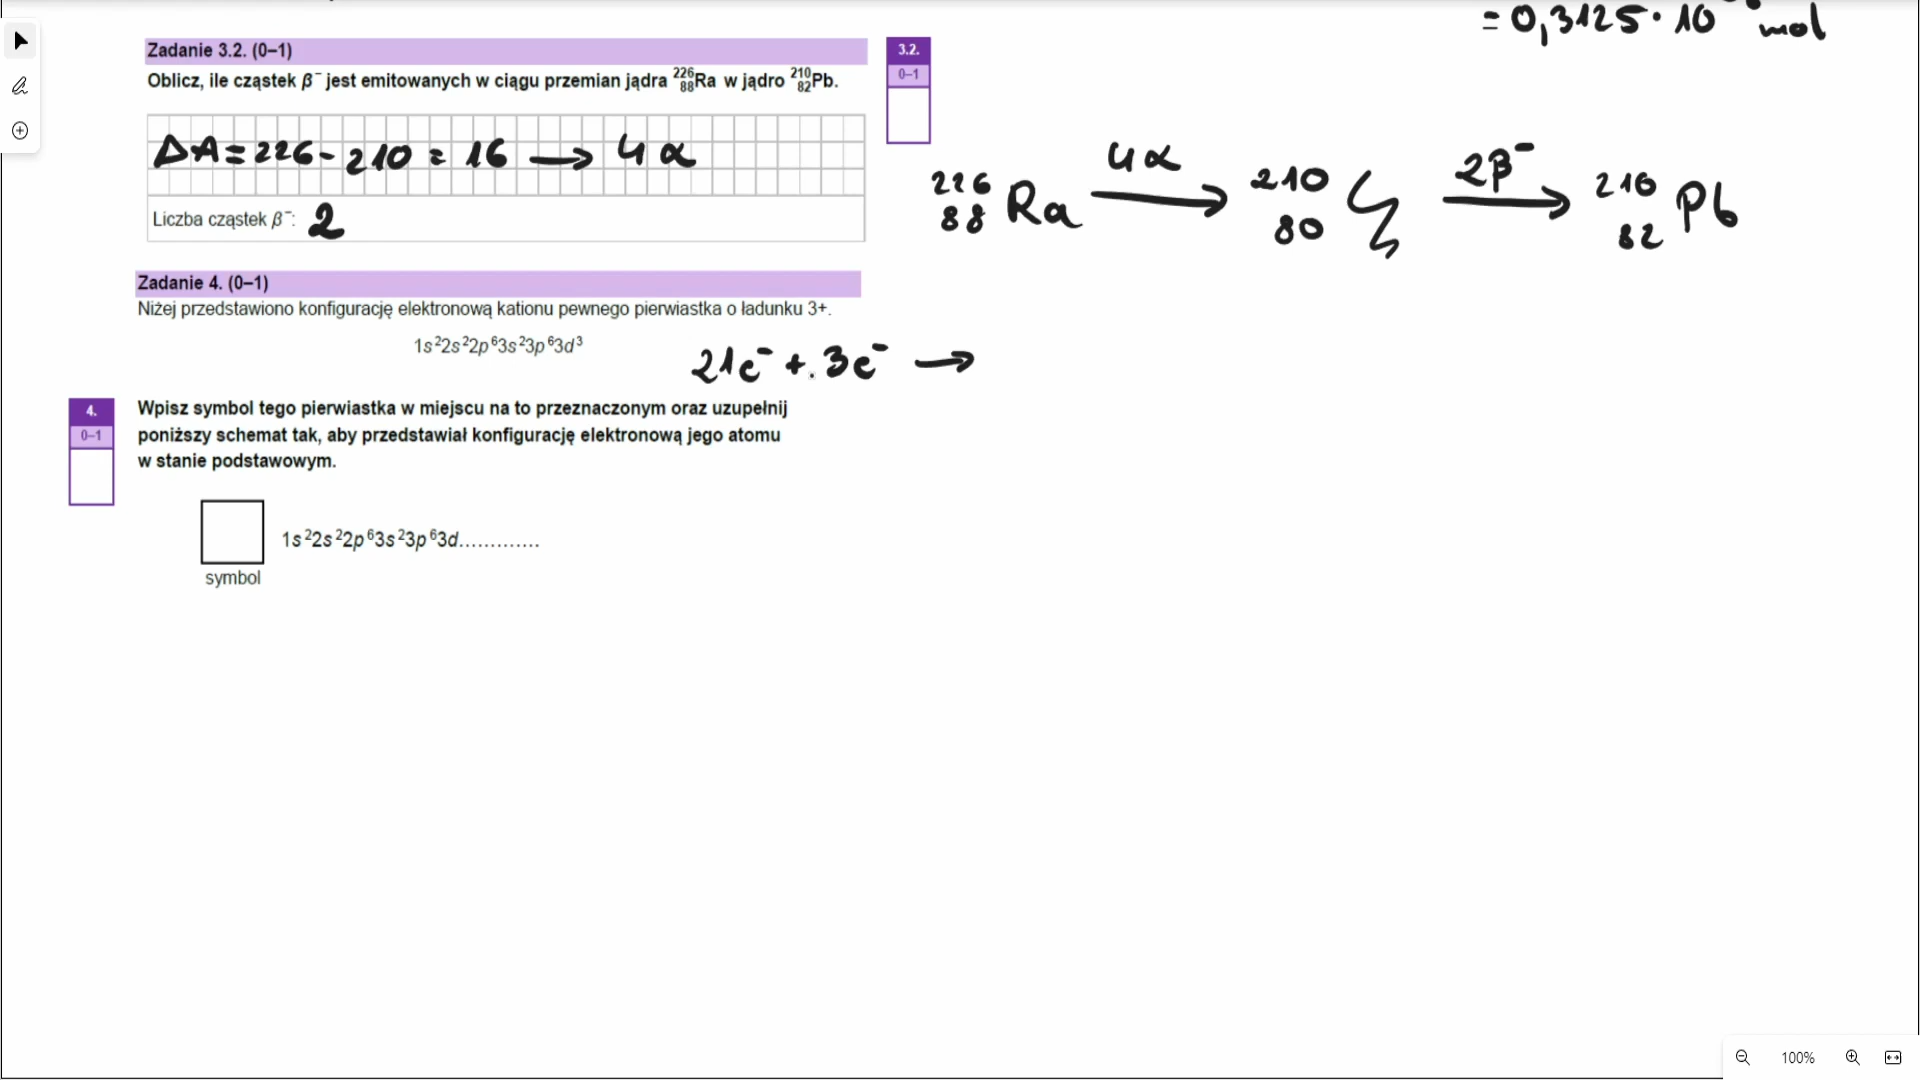 = 0,3125 · 10 mol
Zadanie 3.2. (0–1)
3.2.
0–1
Oblicz, ile cząstek β⁻ jest emitowanych w ciągu przemian jądra ²²⁶₈₈Ra w jądro ²¹⁰₈₂Pb.
ΔA = 226 - 210 = 16 → 4 α
Liczba cząstek β⁻: 2
²²⁶₈₈Ra 4α → ²¹⁰₈₀ 2β⁻ → ²¹⁰₈₂Pb
Zadanie 4. (0–1)
Niżej przedstawiono konfigurację elektronową kationu pewnego pierwiastka o ładunku 3+.
1s²2s²2p⁶3s²3p⁶3d³
21e⁻ + 3e⁻ →
4.
0–1
Wpisz symbol tego pierwiastka w miejscu na to przeznaczonym oraz uzupełnij
poniższy schemat tak, aby przedstawiał konfigurację elektronową jego atomu
w stanie podstawowym.
1s²2s²2p⁶3s²3p⁶3d.............
symbol
100%